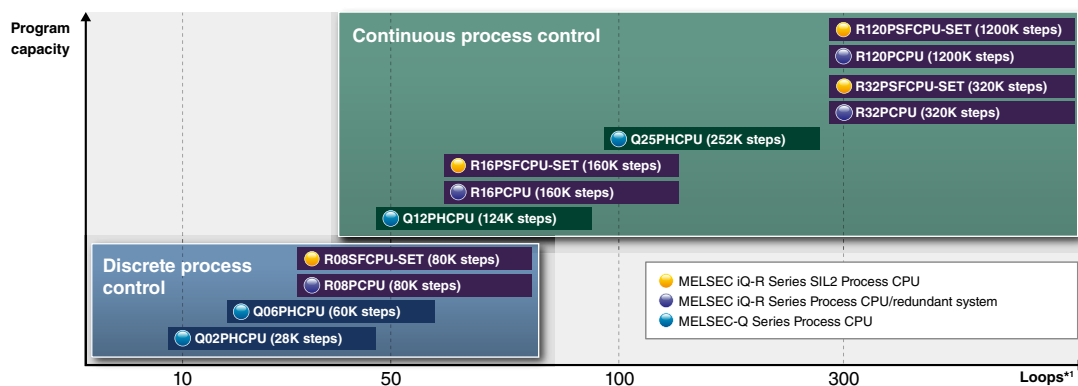 Program
capacity
Continuous process control
R120PSFCPU-SET (1200K steps)
R120PCPU (1200K steps)
R32PSFCPU-SET (320K steps)
R32PCPU (320K steps)
Q25PHCPU (252K steps)
R16PSFCPU-SET (160K steps)
R16PCPU (160K steps)
Q12PHCPU (124K steps)
Discrete process
control
R08SFCPU-SET (80K steps)
R08PCPU (80K steps)
Q06PHCPU (60K steps)
Q02PHCPU (28K steps)
MELSEC iQ-R Series SIL2 Process CPU
MELSEC iQ-R Series Process CPU/redundant system
MELSEC-Q Series Process CPU
10 50 100 300 Loops*1